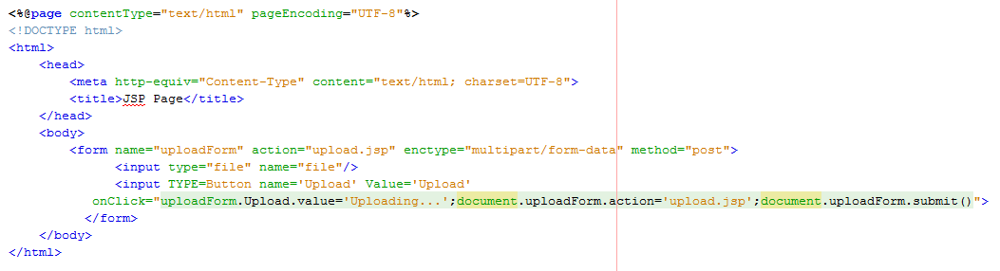 <%@page contentType="text/html" pageEncoding="UTF-8"%>
<!DOCTYPE html>
<html>
<head>
<meta http-equiv="Content-Type" content="text/html; charset=UTF-8">
<title>JSP Page</title>
</head>
<body>
<form name="uploadForm" action="upload.jsp" enctype="multipart/form-data" method="post">
<input type="file" name="file"/>
<input TYPE=Button name='Upload' Value='Upload'
onClick="uploadForm.Upload.value='Uploading...';document.uploadForm.action='upload.jsp';document.uploadForm.submit()">
</form>
</body>
</html>